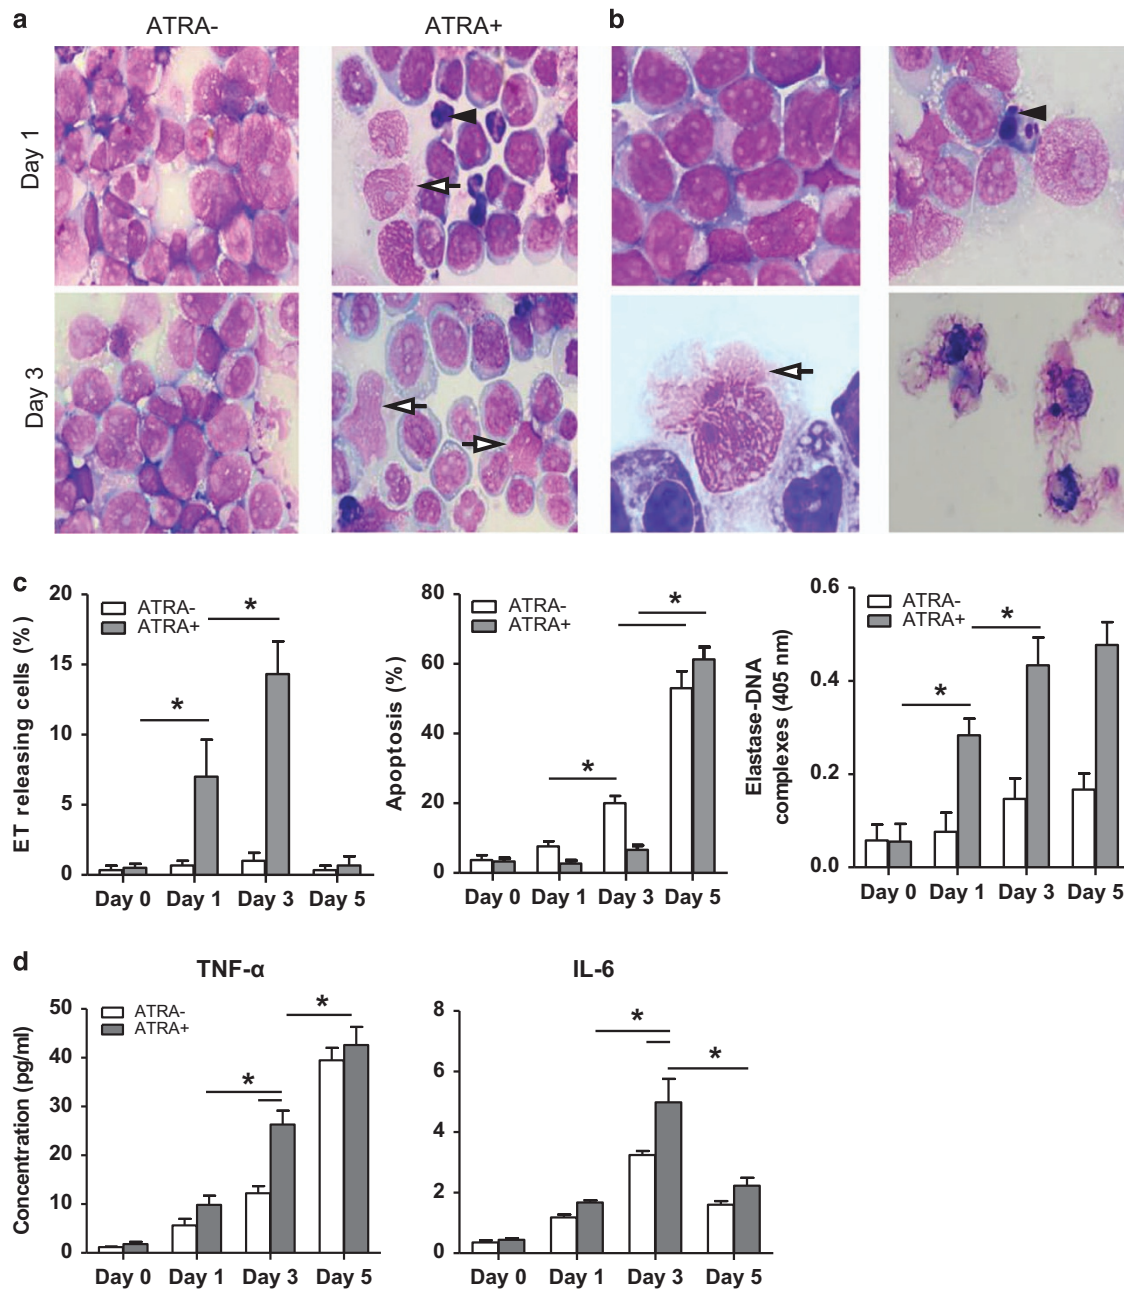 a
ATRA-
ATRA+
b
Day 1
Day 3
c
ET releasing cells (%)
20
15
10
5
0
ATRA-
ATRA+
*
*
Day 0 Day 1 Day 3 Day 5
Apoptosis (%)
80
60
40
20
0
ATRA-
ATRA+
*
*
Day 0 Day 1 Day 3 Day 5
Elastase-DNA
complexes (405 nm)
0.6
0.4
0.2
0.0
ATRA-
ATRA+
*
*
Day 0 Day 1 Day 3 Day 5
d
TNF-α
Concentration (pg/ml)
50
40
30
20
10
0
ATRA-
ATRA+
*
*
Day 0 Day 1 Day 3 Day 5
IL-6
8
6
4
2
0
*
*
Day 0 Day 1 Day 3 Day 5